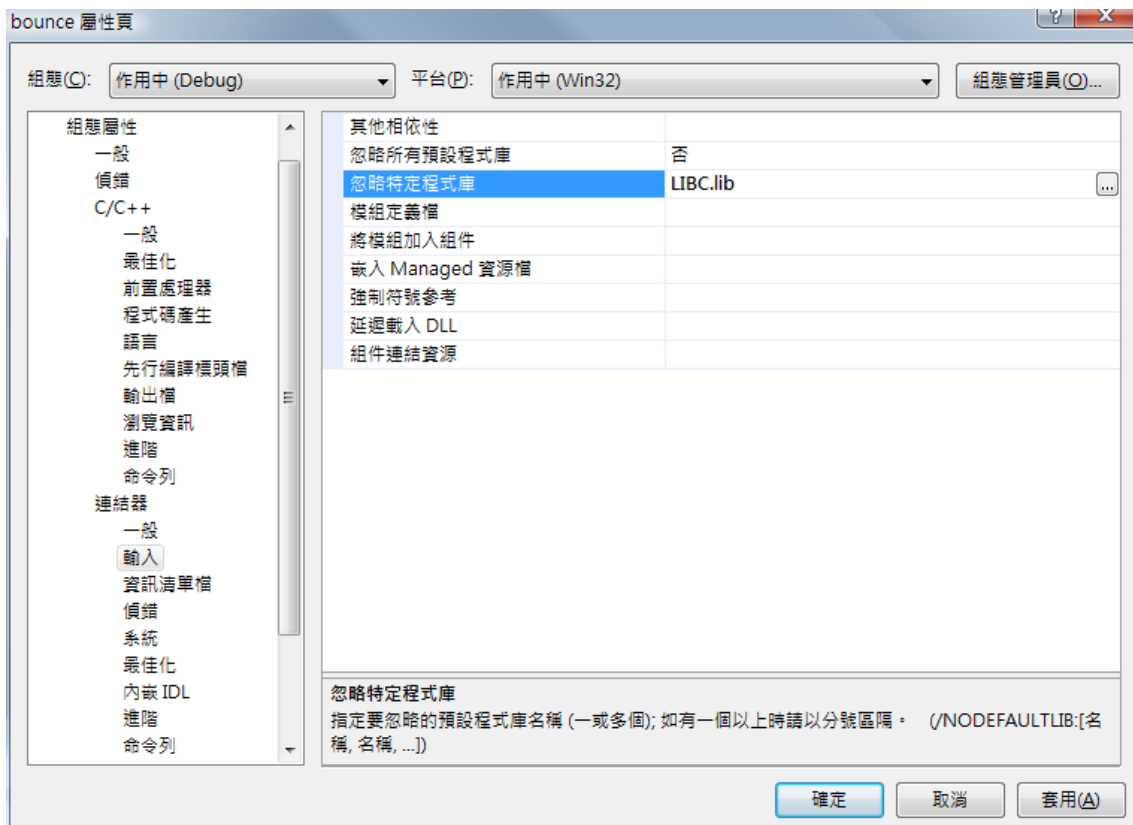 bounce 屬性頁
組態(C): 作用中 (Debug) 平台(P): 作用中 (Win32) 組態管理員(O)...
組態屬性
一般
偵錯
C/C++
一般
最佳化
前置處理器
程式碼產生
語言
先行編譯標頭檔
輸出檔
瀏覽資訊
進階
命令列
連結器
一般
輸入
資訊清單檔
偵錯
系統
最佳化
內嵌 IDL
進階
命令列
其他相依性
忽略所有預設程式庫 否
忽略特定程式庫 LIBC.lib ...
模組定義檔
將模組加入組件
嵌入 Managed 資源檔
強制符號參考
延遲載入 DLL
組件連結資源
忽略特定程式庫
指定要忽略的預設程式庫名稱 (一或多個); 如有一個以上時請以分號區隔。 (/NODEFAULTLIB:[名
稱, 名稱, ...])
確定 取消 套用(A)